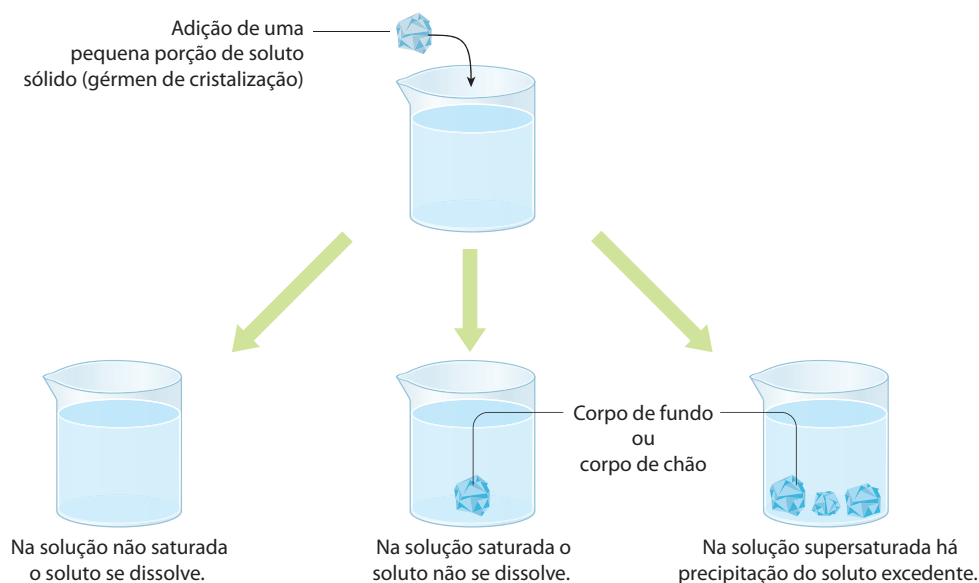 Adição de uma
pequena porção de soluto
sólido (gérmen de cristalização)
Corpo de fundo
ou
corpo de chão
Na solução não saturada
o soluto se dissolve.
Na solução saturada o
soluto não se dissolve.
Na solução supersaturada há
precipitação do soluto excedente.